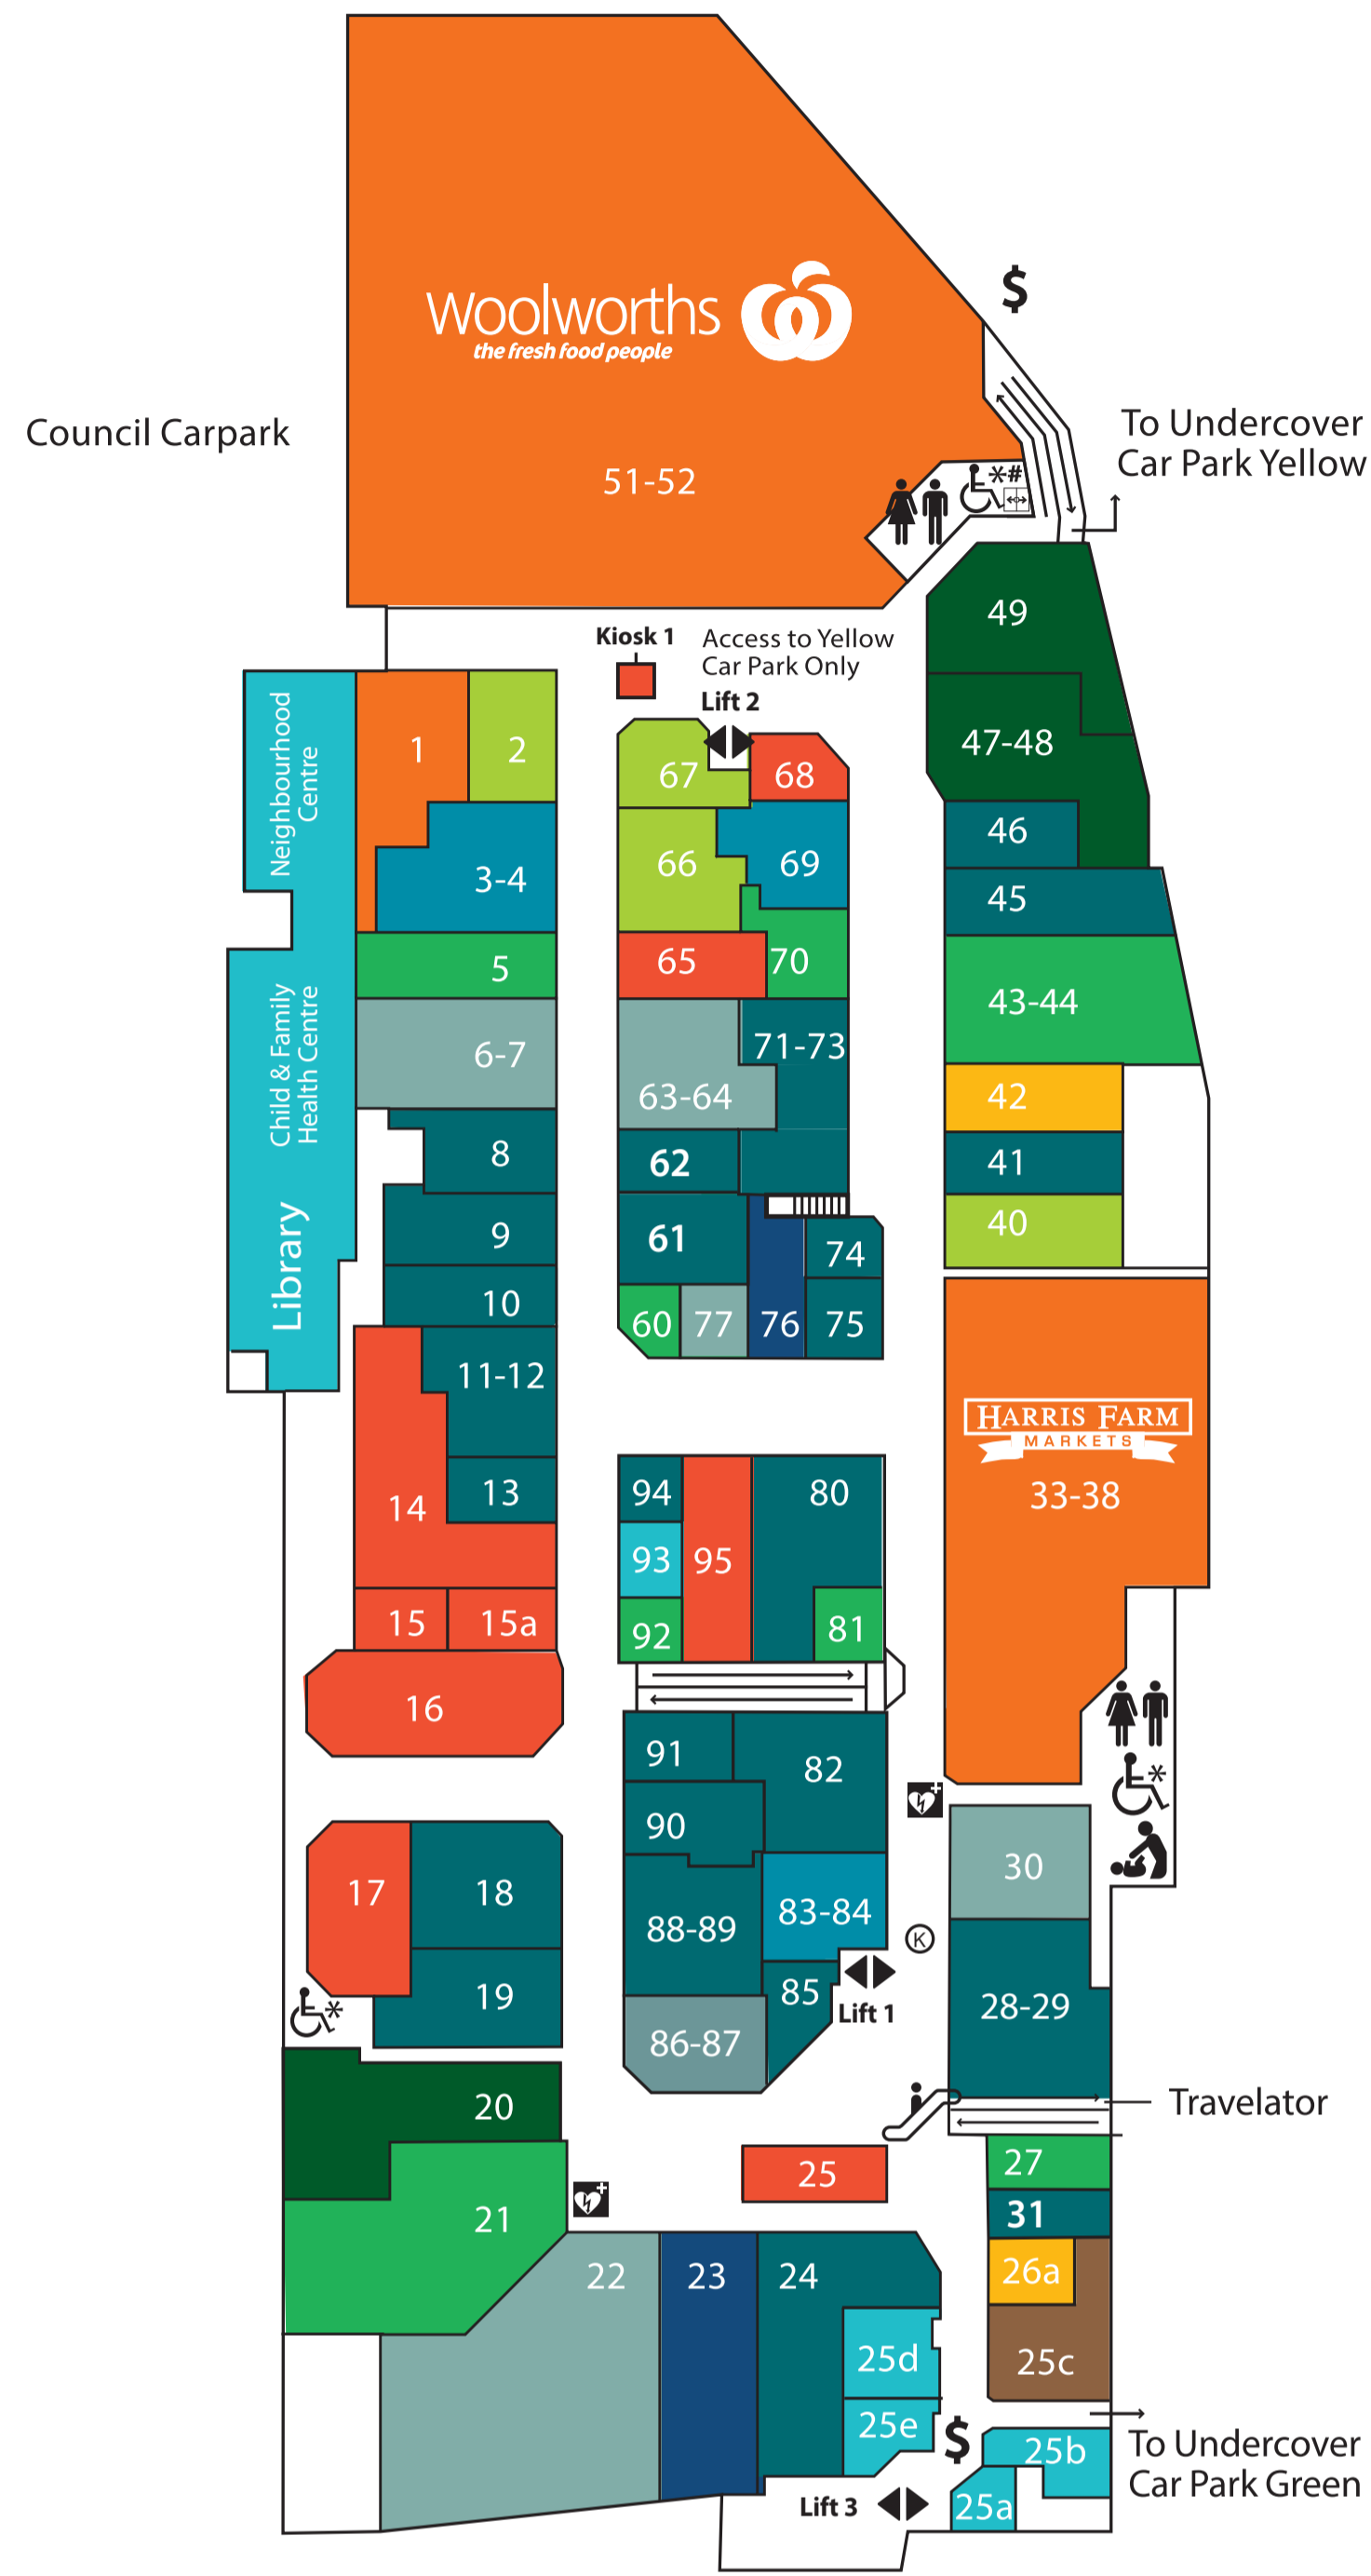 $
Woolworths
the fresh food people
Council Carpark
To Undercover
Car Park Yellow
51-52
*#
49
Kiosk 1
Access to Yellow
Car Park Only
Lift 2
Neighbourhood
Centre
1
2
67
68
47-48
46
3-4
66
69
45
5
65
70
43-44
Child & Family
Health Centre
6-7
71-73
63-64
42
8
62
41
Library
9
61
40
74
10
60
77
76
75
11-12
HARRIS FARM
MARKETS
13
14
94
80
33-38
93
95
15
15a
92
81
16
91
82
*
90
30
17
18
88-89
83-84
K
19
*
85
Lift 1
28-29
86-87
20
Travelator
25
27
21
31
22
23
24
26a
25d
25c
25e
$
25b
To Undercover
Car Park Green
Lift 3
25a